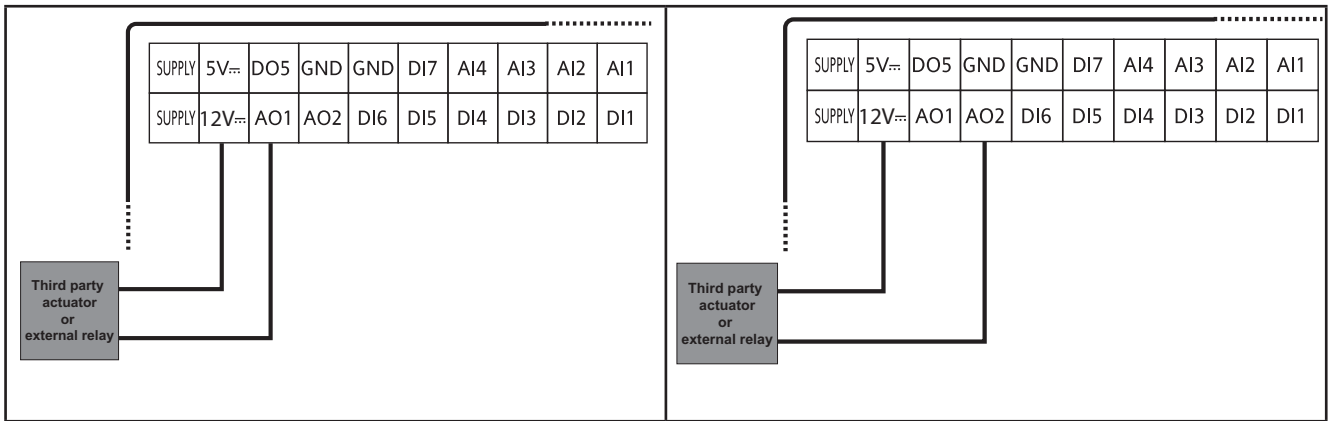 SUPPLY 5V⎓ DO5 GND GND DI7 AI4 AI3 AI2 AI1
SUPPLY 12V⎓ AO1 AO2 DI6 DI5 DI4 DI3 DI2 DI1
Third party
actuator
or
external relay
SUPPLY 5V⎓ DO5 GND GND DI7 AI4 AI3 AI2 AI1
SUPPLY 12V⎓ AO1 AO2 DI6 DI5 DI4 DI3 DI2 DI1
Third party
actuator
or
external relay